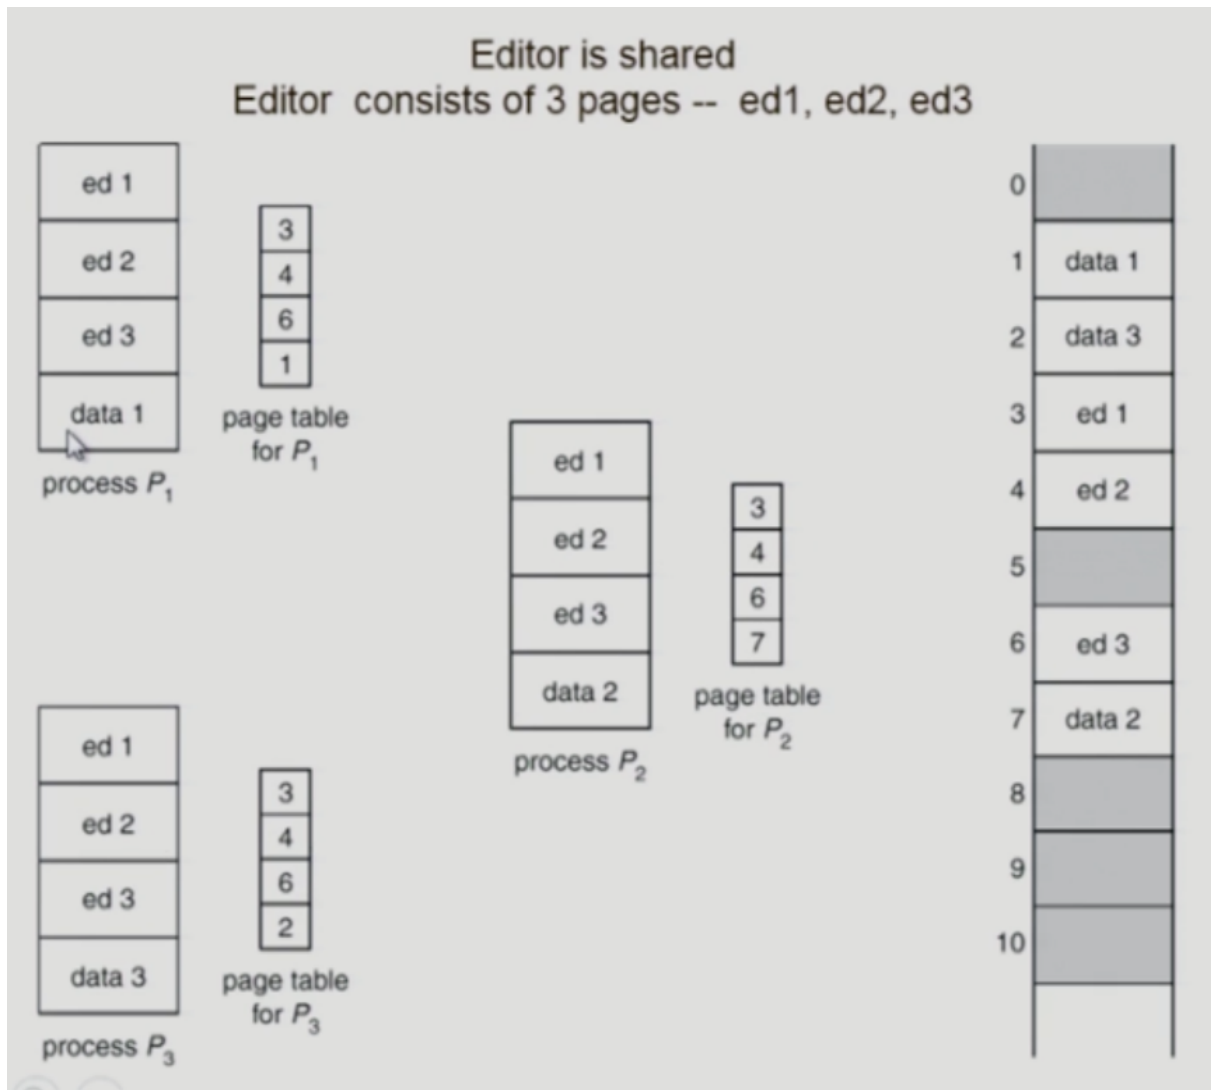 Editor is shared
Editor consists of 3 pages -- ed1, ed2, ed3
ed 1
ed 2
ed 3
data 1
process P1
3
4
6
1
page table
for P1
ed 1
ed 2
ed 3
data 2
process P2
3
4
6
7
page table
for P2
ed 1
ed 2
ed 3
data 3
process P3
3
4
6
2
page table
for P3
0
1 data 1
2 data 3
3 ed 1
4 ed 2
5
6 ed 3
7 data 2
8
9
10